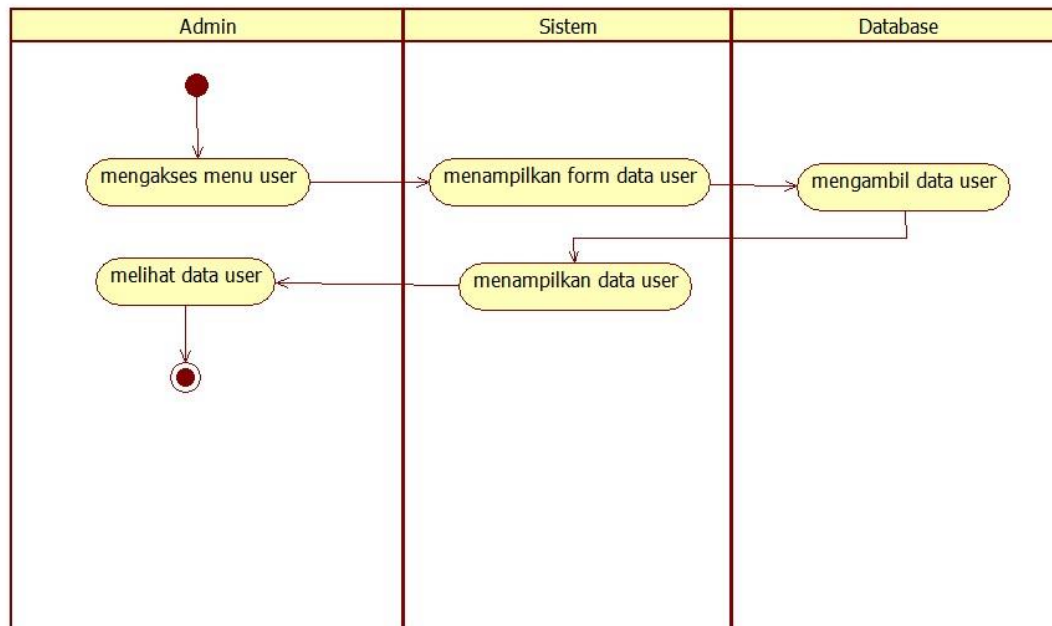 Admin
Sistem
Database
mengakses menu user
menampilkan form data user
mengambil data user
melihat data user
menampilkan data user